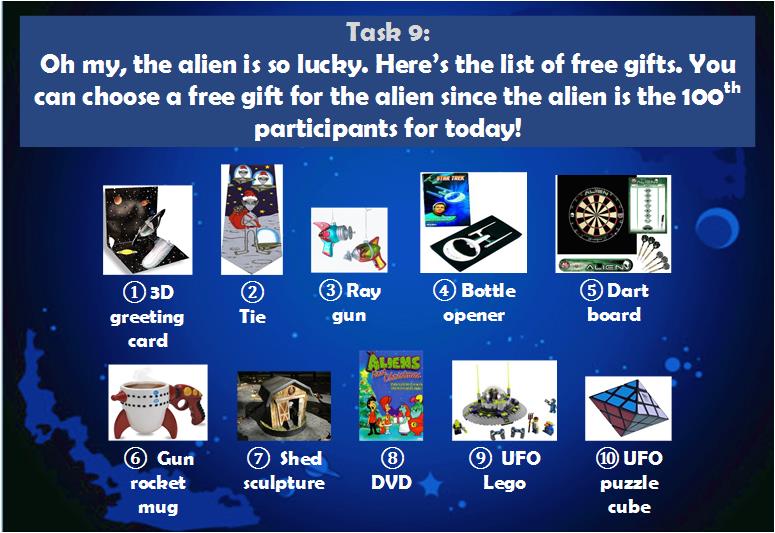 Task 9:
Oh my, the alien is so lucky. Here's the list of free gifts. You
can choose a free gift for the alien since the alien is the 100th
participants for today!
STAR TREK
ALIEN
ALIEN
① 3D
greeting
card
②
Tie
③ Ray
gun
④ Bottle
opener
⑤ Dart
board
ALIENS
⑥ Gun
rocket
mug
⑦ Shed
sculpture
⑧
DVD
⑨ UFO
Lego
⑩ UFO
puzzle
cube